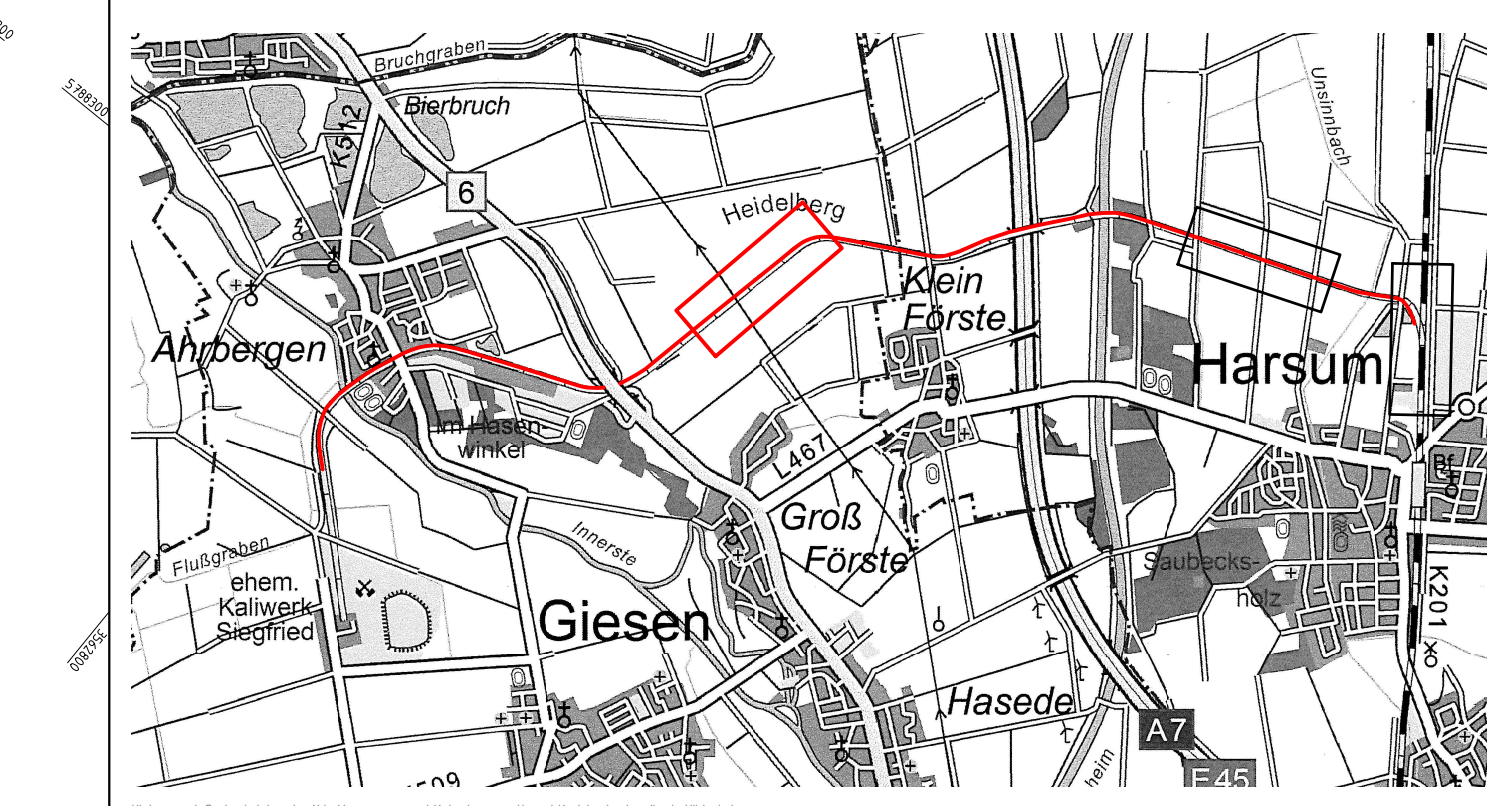 5788300
Bruchgraben
Bierbruch
K512
6
Unsinnbach
Heidelberg
Klein
Förste
Ahrbergen
Harsum
Im Hasen-
winkel
L467
Bf
Groß
Förste
Innerste
Flußgraben
ehem.
Kaliwerk
Siegfried
Saubecks-
holz
K201
Giesen
3562800
Hasede
A7
heim
E45